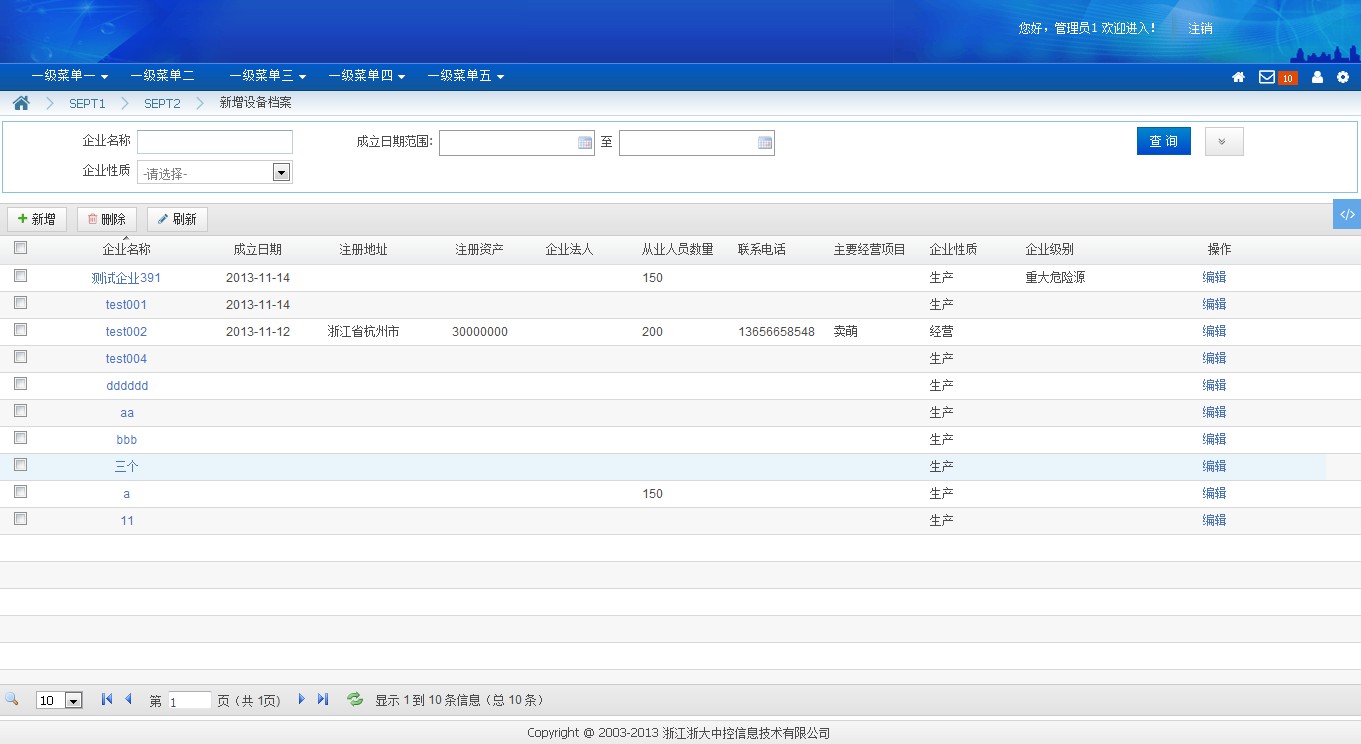 您好，管理员1 欢迎进入！ 注销
一级菜单一 一级菜单二 一级菜单三 一级菜单四 一级菜单五 10
SEPT1 SEPT2 新增设备档案
企业名称 成立日期范围: 至 查 询
企业性质 -请选择-
新增 删除 刷新 </>
企业名称 成立日期 注册地址 注册资产 企业法人 从业人员数量 联系电话 主要经营项目 企业性质 企业级别 操作
测试企业391 2013-11-14 150 生产 重大危险源 编辑
test001 2013-11-14 生产 编辑
test002 2013-11-12 浙江省杭州市 30000000 200 13656658548 卖萌 经营 编辑
test004 生产 编辑
dddddd 生产 编辑
aa 生产 编辑
bbb 生产 编辑
三个 生产 编辑
a 150 生产 编辑
11 生产 编辑
10 第 1 页（共 1页） 显示 1 到 10 条信息（总 10 条）
Copyright @ 2003-2013 浙江浙大中控信息技术有限公司